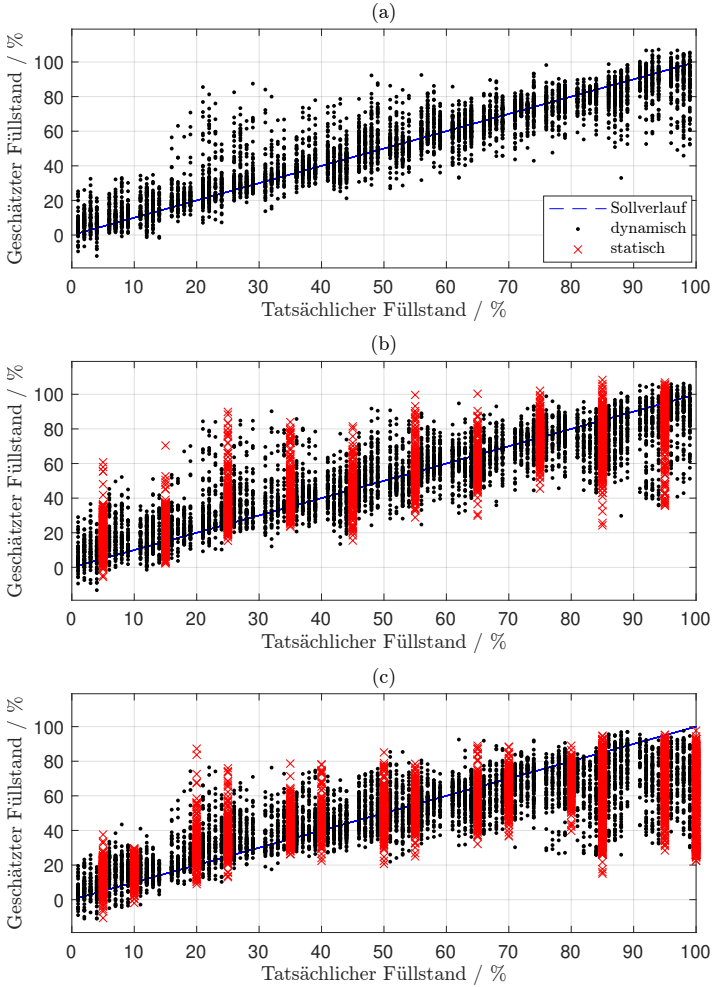 (a)
Geschätzter Füllstand / %
100
80
60
40
20
0
Sollverlauf
dynamisch
statisch
0 10 20 30 40 50 60 70 80 90 100
Tatsächlicher Füllstand / %
(b)
Geschätzter Füllstand / %
100
80
60
40
20
0
0 10 20 30 40 50 60 70 80 90 100
Tatsächlicher Füllstand / %
(c)
Geschätzter Füllstand / %
100
80
60
40
20
0
0 10 20 30 40 50 60 70 80 90 100
Tatsächlicher Füllstand / %